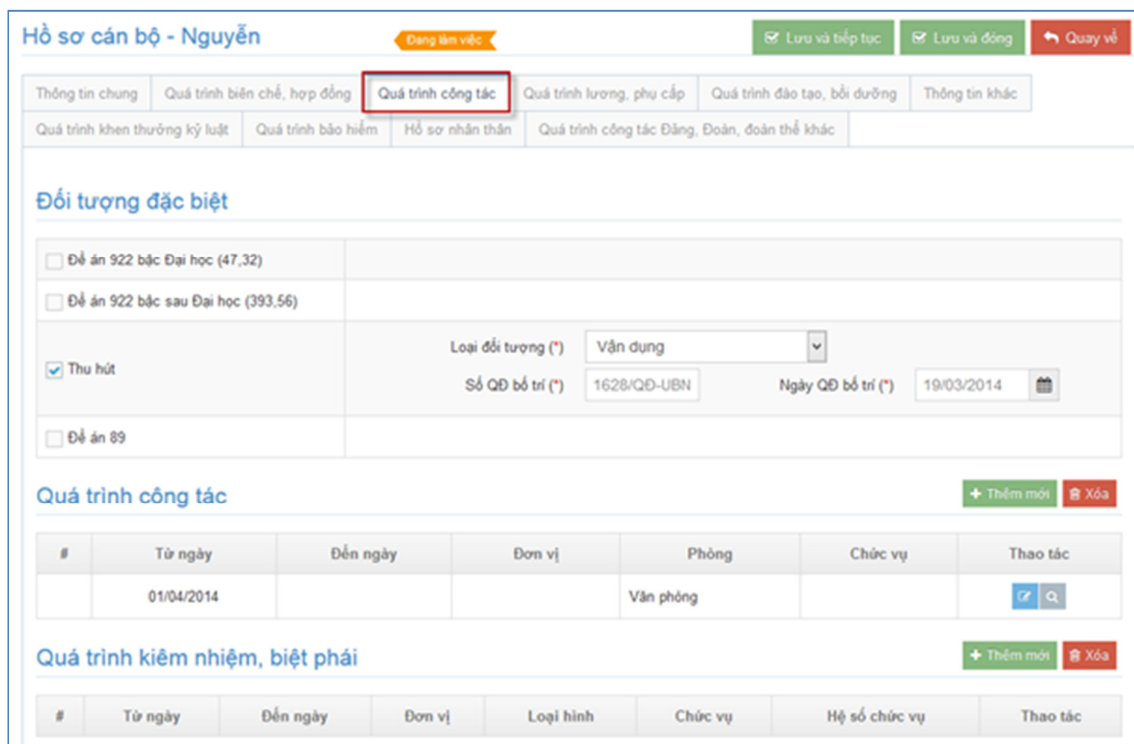 Hồ sơ cán bộ - Nguyễn Đang làm việc Lưu và tiếp tục Lưu và đóng Quay về
Thông tin chung Quá trình biên chế, hợp đồng Quá trình công tác Quá trình lương, phụ cấp Quá trình đào tạo, bồi dưỡng Thông tin khác
Quá trình khen thưởng kỷ luật Quá trình bảo hiểm Hồ sơ nhân thân Quá trình công tác Đảng, Đoàn, đoàn thể khác
Đối tượng đặc biệt
Đề án 922 bậc Đại học (47,32)
Đề án 922 bậc sau Đại học (393,56)
Thu hút Loại đối tượng (*) Vận dụng
Số QĐ bố trí (*) 1628/QĐ-UBN Ngày QĐ bố trí (*) 19/03/2014
Đề án 89
Quá trình công tác + Thêm mới Xóa
# Từ ngày Đến ngày Đơn vị Phòng Chức vụ Thao tác
01/04/2014 Văn phòng
Quá trình kiêm nhiệm, biệt phái + Thêm mới Xóa
# Từ ngày Đến ngày Đơn vị Loại hình Chức vụ Hệ số chức vụ Thao tác